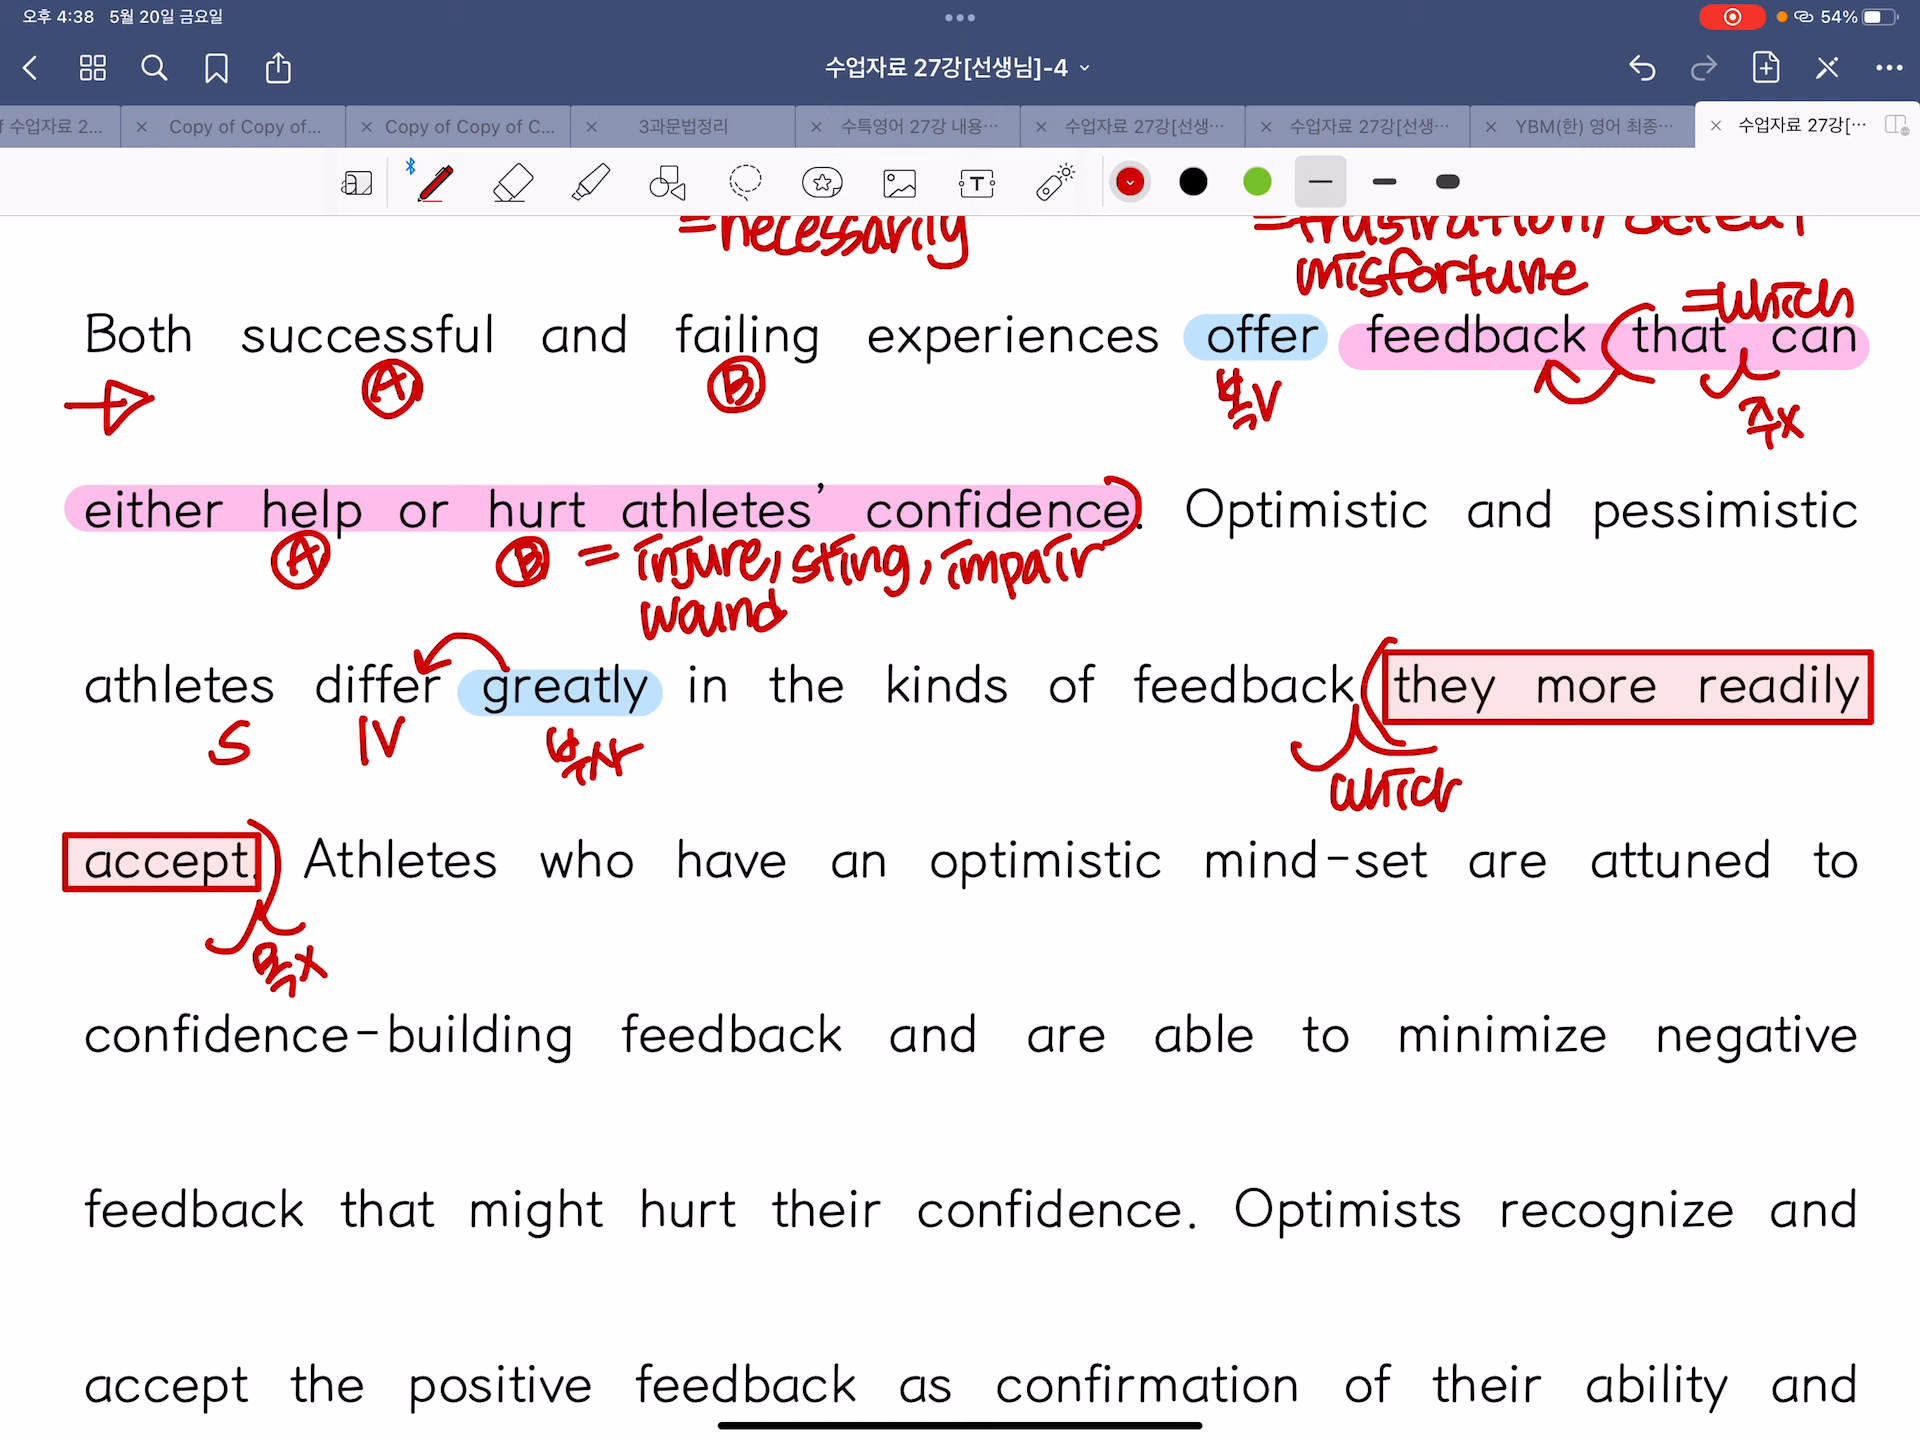 오후 4:38 5월 20일 금요일
54%
수업자료 27강[선생님]-4
f 수업자료 2...
Copy of Copy of...
Copy of Copy of C...
3과문법정리
수특영어 27강 내용...
수업자료 27강[선생...
수업자료 27강[선생...
YBM(한) 영어 최종...
수업자료 27강[...
=necessarily =frustration, defeat
misfortune
=which
Both successful and failing experiences offer feedback that can
A B 복V 주X
either help or hurt athletes' confidence. Optimistic and pessimistic
A B = injure, sting, impair
wound
athletes differ greatly in the kinds of feedback they more readily
S IV 부사
which
accept. Athletes who have an optimistic mind-set are attuned to
목X
confidence-building feedback and are able to minimize negative
feedback that might hurt their confidence. Optimists recognize and
accept the positive feedback as confirmation of their ability and